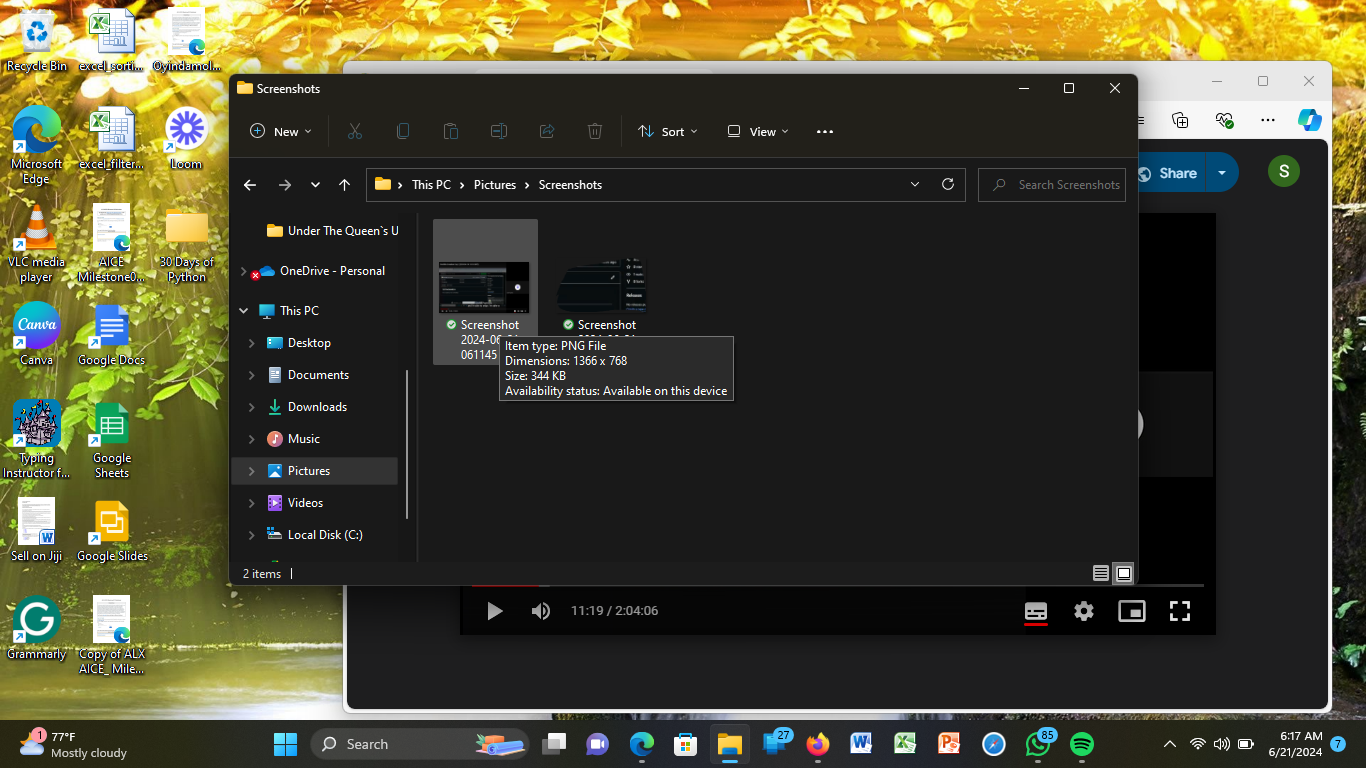 Recycle Bin
excel_sorti...
Oyindamol...
Microsoft
Edge
excel_filter...
Loom
VLC media
player
AICE
Milestone0...
30 Days of
Python
Canva
Canva
Google Docs
Typing
Instructor f...
Google
Sheets
Sell on Jiji
Google Slides
Grammarly
Copy of ALX
AICE_ Mile...
Screenshots
New
Sort
View
This PC
Pictures
Screenshots
Search Screenshots
Under The Queen`s U
OneDrive - Personal
This PC
Desktop
Documents
Downloads
Music
Pictures
Videos
Local Disk (C:)
Screenshot
061145
Screenshot
Item type: PNG File
Dimensions: 1366 x 768
Size: 344 KB
Availability status: Available on this device
2 items
Share
S
11:19 / 2:04:06
1
77°F
Mostly cloudy
Search
27
85
6:17 AM
6/21/2024
7